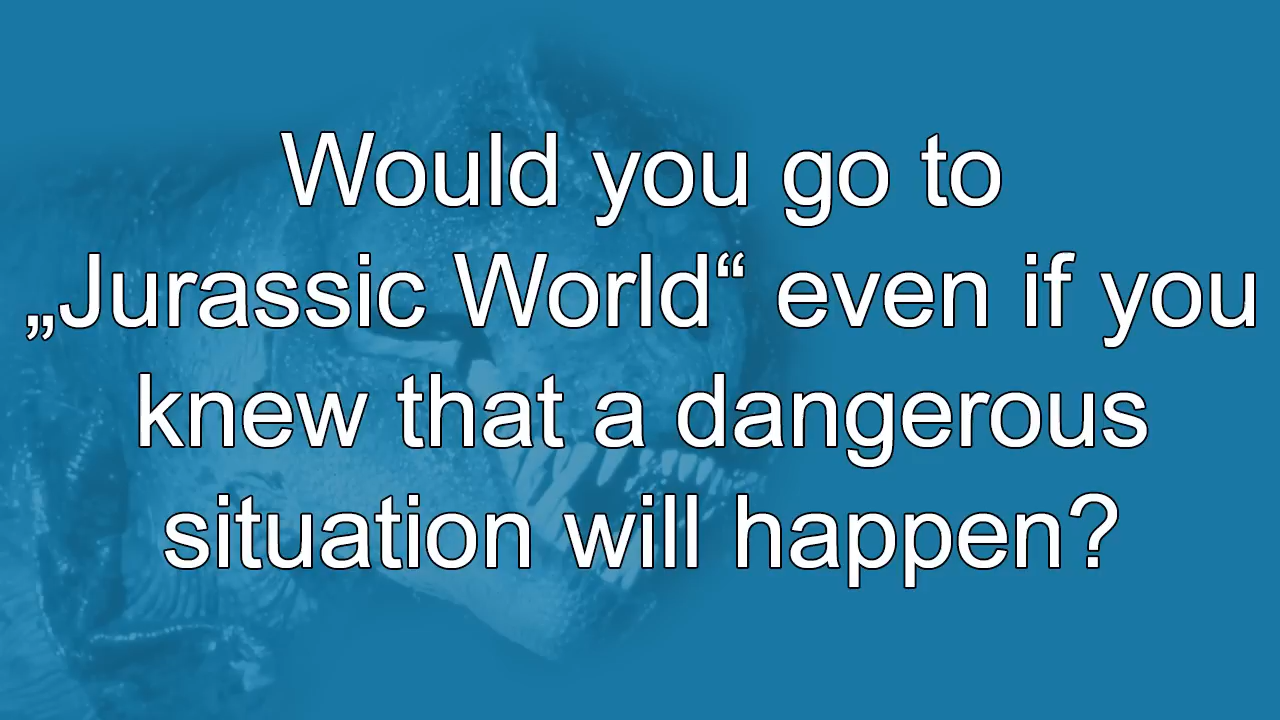 Would you go to
„Jurassic World“ even if you
knew that a dangerous
situation will happen?